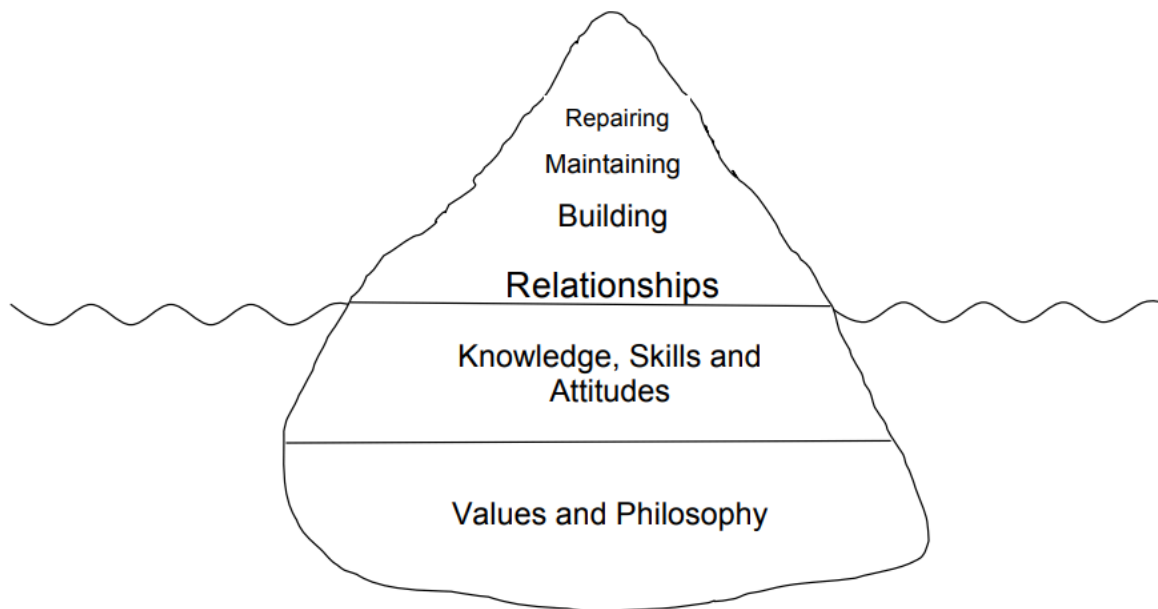 Repairing
Maintaining
Building
Relationships
Knowledge, Skills and
Attitudes
Values and Philosophy